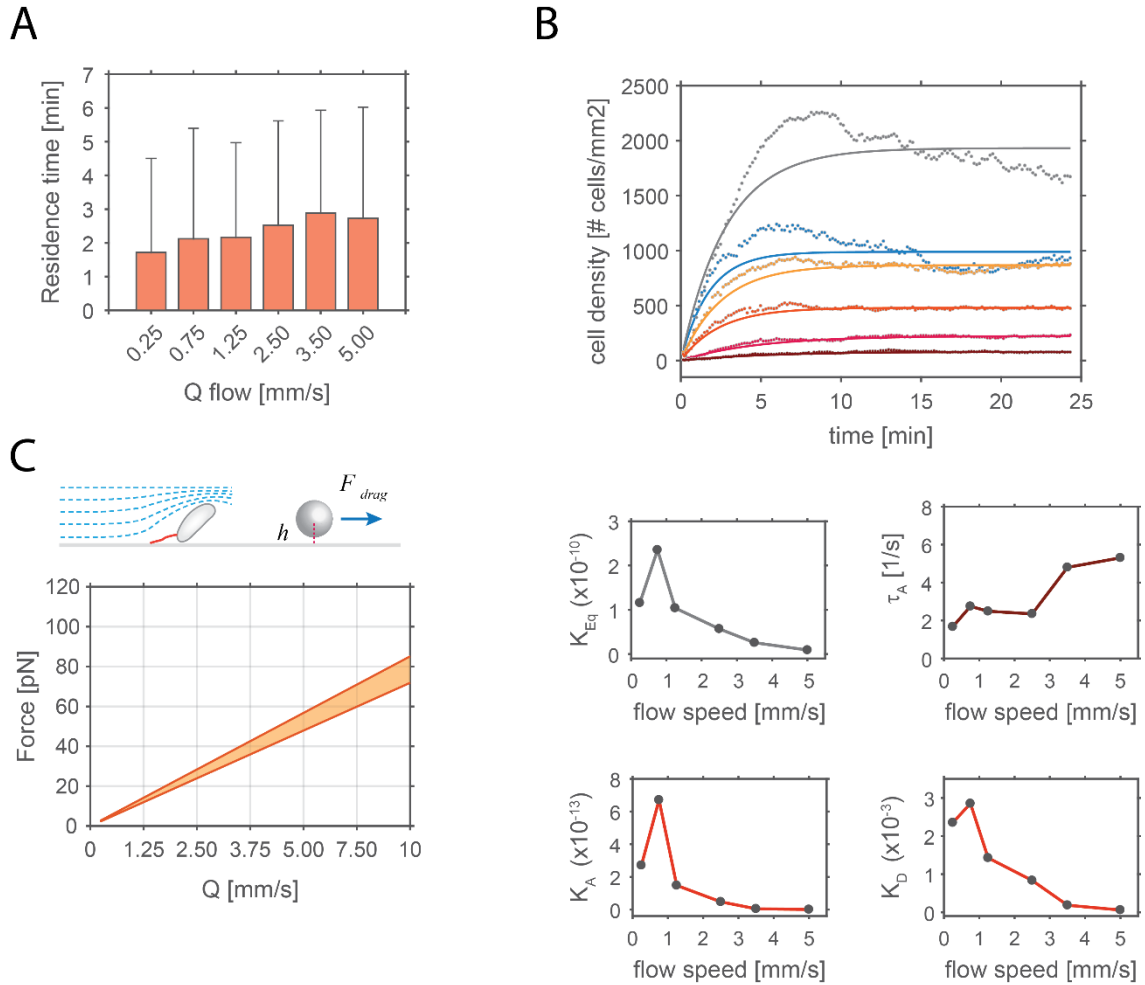 A
Residence time [min]
7
6
5
4
3
2
1
0
0.25
0.75
1.25
2.50
3.50
5.00
Q flow [mm/s]
B
cell density [# cells/mm2]
2500
2000
1500
1000
500
0
0 5 10 15 20 25
time [min]
C
F drag
h
Force [pN]
120
100
80
60
40
20
0
0 1.25 2.50 3.75 5.00 7.50 10
Q [mm/s]
K_Eq (x10^-10)
3
2
1
0
0 1 2 3 4 5
flow speed [mm/s]
τ_A [1/s]
8
6
4
2
0
0 1 2 3 4 5
flow speed [mm/s]
K_A (x10^-13)
8
6
4
2
0
0 1 2 3 4 5
flow speed [mm/s]
K_D (x10^-3)
3
2
1
0
0 1 2 3 4 5
flow speed [mm/s]